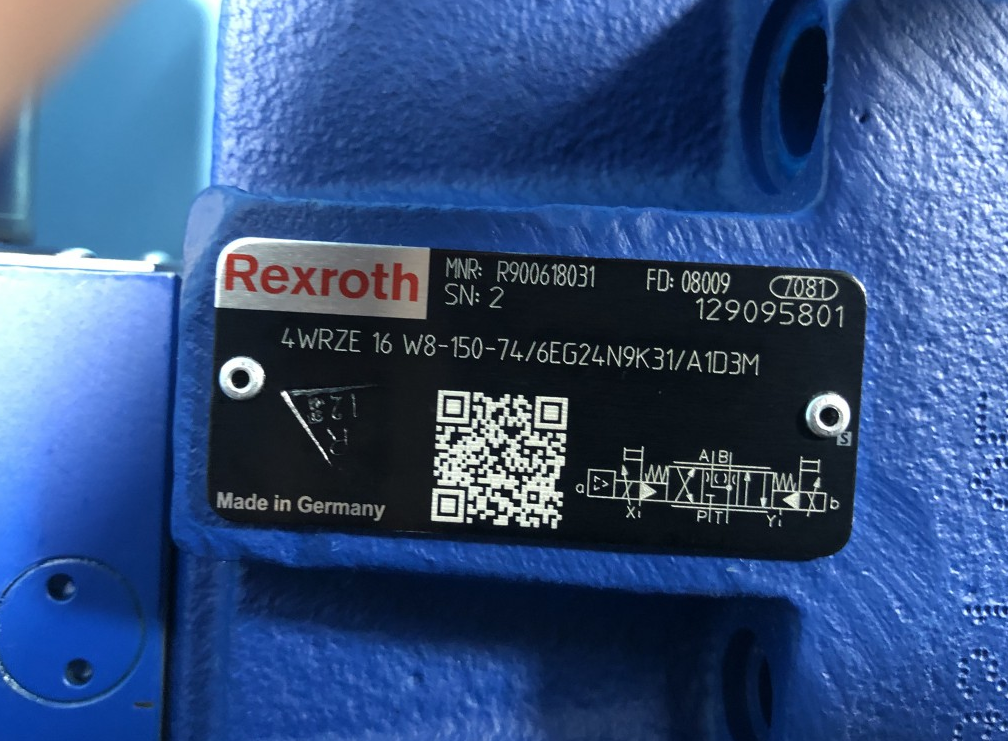 Rexroth
MNR: R900618031 FD: 08009 7081
SN: 2 129095801
4WRZE 16 W8-150-74/6EG24N9K31/A1D3M
Made in Germany
A B
a b
X P T Y
S